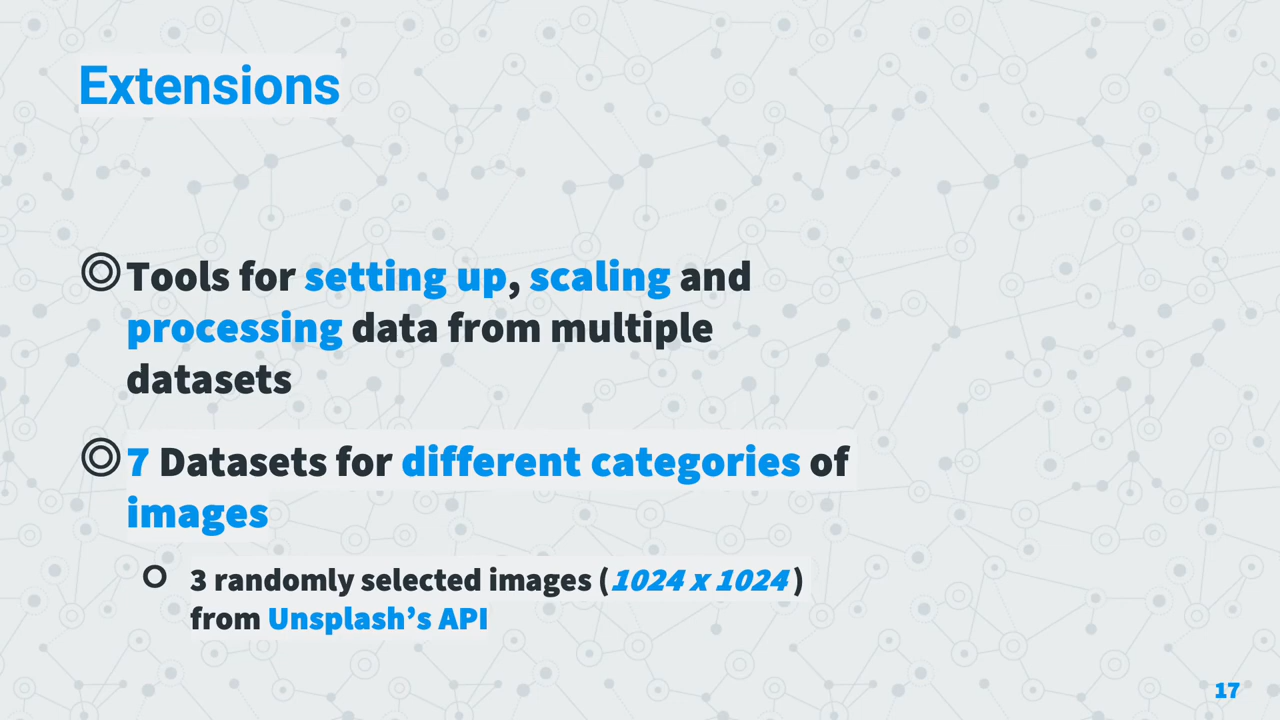 Extensions
Tools for setting up, scaling and
processing data from multiple
datasets
7 Datasets for different categories of
images
3 randomly selected images (1024 x 1024)
from Unsplash’s API
17